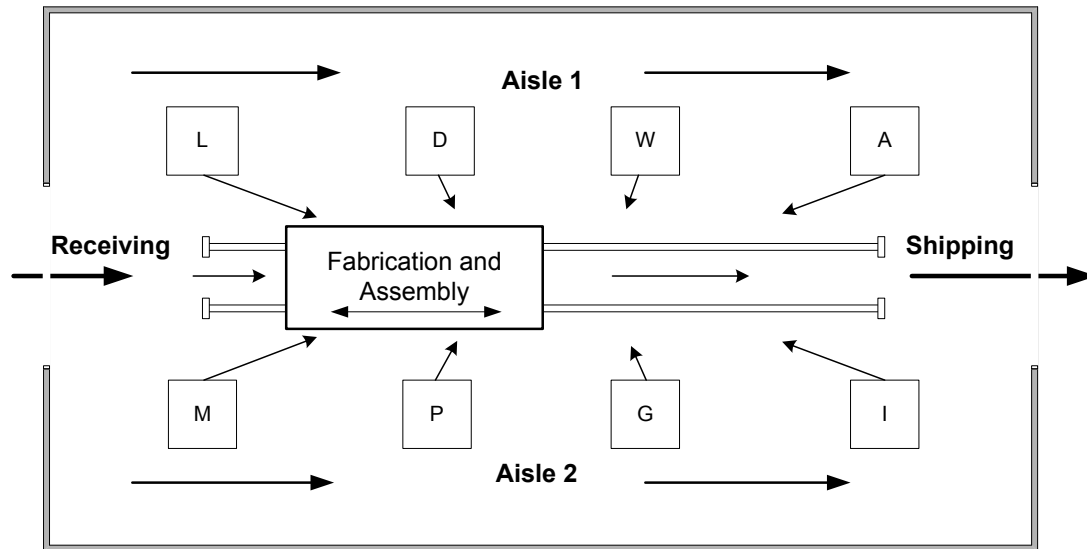 Aisle 1
L
D
W
A
Receiving
Fabrication and
Assembly
Shipping
M
P
G
I
Aisle 2